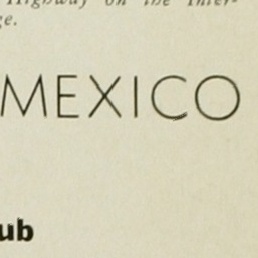 Highway on the Inter-
ge.
MEXICO
ub